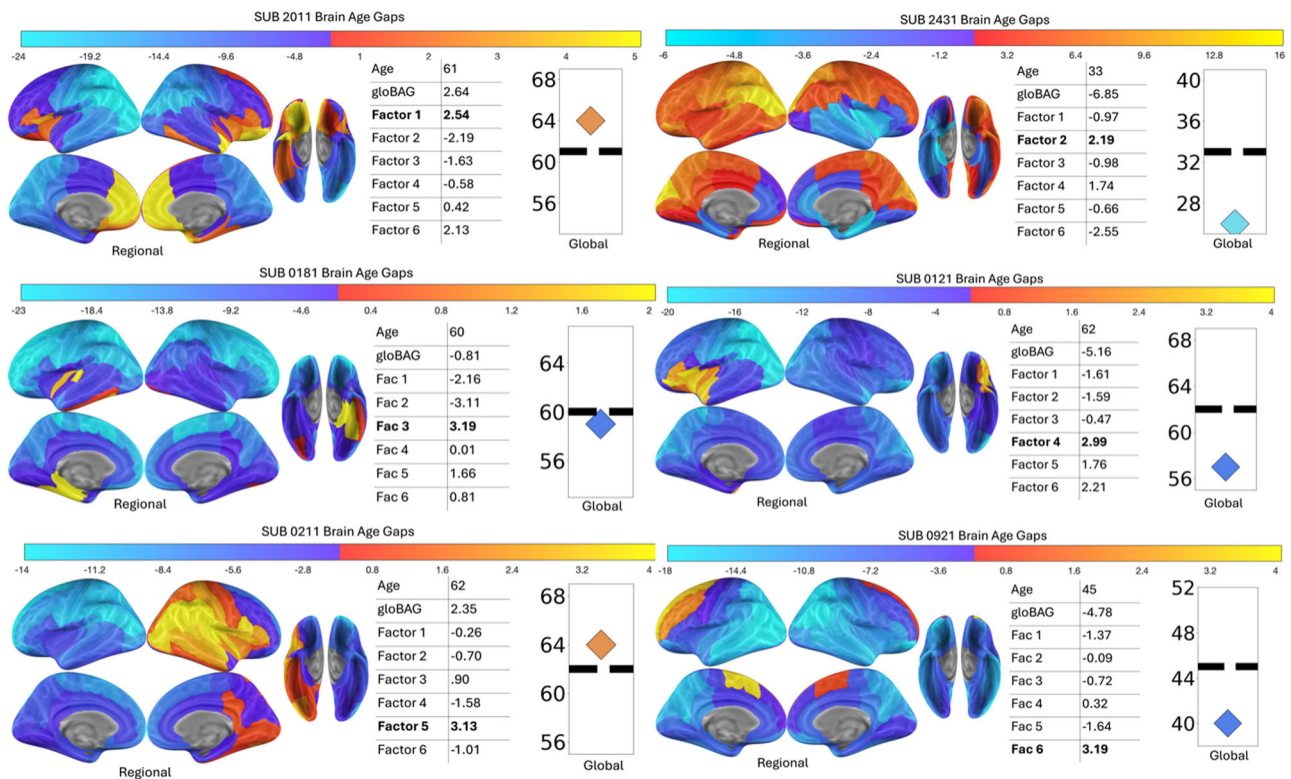 SUB 2011 Brain Age Gaps
-24 -19.2 -14.4 -9.6 -4.8 1 2 3 4 5
Age 61
gloBAG 2.64
Factor 1 2.54
Factor 2 -2.19
Factor 3 -1.63
Factor 4 -0.58
Factor 5 0.42
Factor 6 2.13
68
64
60
56
Global
Regional
SUB 2431 Brain Age Gaps
-6 -4.8 -3.6 -2.4 -1.2 3.2 6.4 9.6 12.8 16
Age 33
gloBAG -6.85
Factor 1 -0.97
Factor 2 2.19
Factor 3 -0.98
Factor 4 1.74
Factor 5 -0.66
Factor 6 -2.55
40
36
32
28
Global
Regional
SUB 0181 Brain Age Gaps
-23 -18.4 -13.8 -9.2 -4.6 0.4 0.8 1.2 1.6 2
Age 60
gloBAG -0.81
Fac 1 -2.16
Fac 2 -3.11
Fac 3 3.19
Fac 4 0.01
Fac 5 1.66
Fac 6 0.81
64
60
56
Global
Regional
SUB 0121 Brain Age Gaps
-20 -16 -12 -8 -4 0.8 1.6 2.4 3.2 4
Age 62
gloBAG -5.16
Factor 1 -1.61
Factor 2 -1.59
Factor 3 -0.47
Factor 4 2.99
Factor 5 1.76
Factor 6 2.21
68
64
60
56
Global
Regional
SUB 0211 Brain Age Gaps
-14 -11.2 -8.4 -5.6 -2.8 0.8 1.6 2.4 3.2 4
Age 62
gloBAG 2.35
Factor 1 -0.26
Factor 2 -0.70
Factor 3 .90
Factor 4 -1.58
Factor 5 3.13
Factor 6 -1.01
68
64
60
56
Global
Regional
SUB 0921 Brain Age Gaps
-18 -14.4 -10.8 -7.2 -3.6 0.8 1.6 2.4 3.2 4
Age 45
gloBAG -4.78
Fac 1 -1.37
Fac 2 -0.09
Fac 3 -0.72
Fac 4 0.32
Fac 5 -1.64
Fac 6 3.19
52
48
44
40
Global
Regional